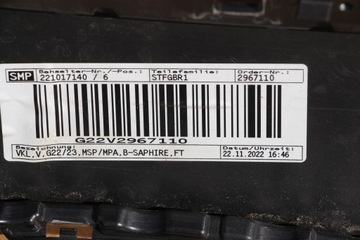 SMP Behaelter-Nr./-Pos.: Teilefamilie: Order-Nr.:
221017140 / 6 STFGBR1 2967110
G22V2967110
Bezeichnung: Datum/Uhrzeit:
VKL,V,G22/23,MSP/MPA,B-SAPHIRE,FT 22.11.2022 16:46